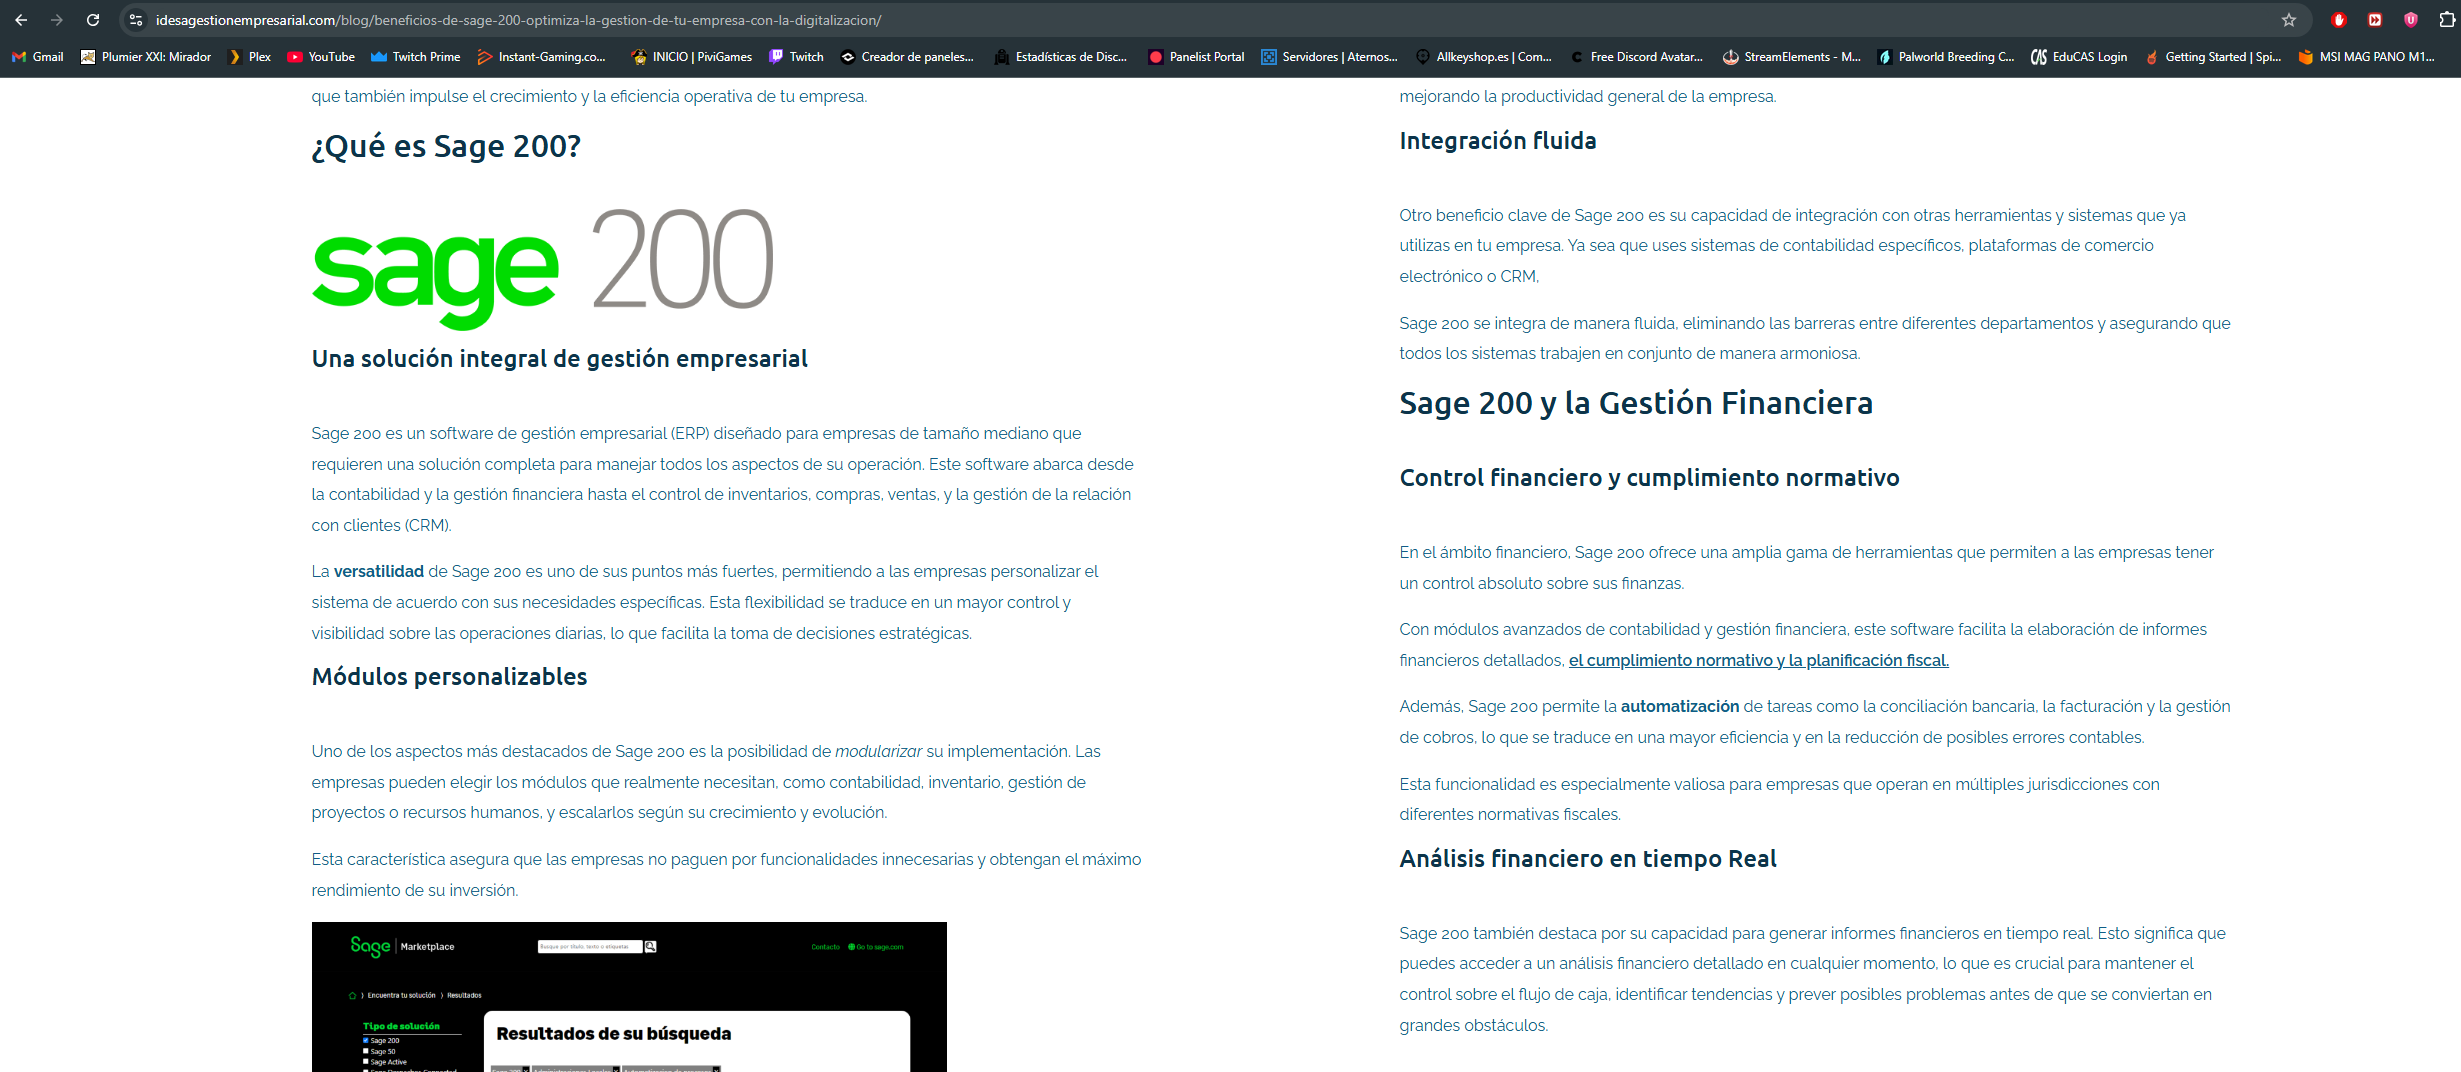 idesagestionempresarial.com/blog/beneficios-de-sage-200-optimiza-la-gestion-de-tu-empresa-con-la-digitalizacion/
Gmail
Plumier XXI: Mirador
Plex
YouTube
Twitch Prime
Instant-Gaming.co...
INICIO | PiviGames
Twitch
Creador de paneles...
Estadísticas de Disc...
Panelist Portal
Servidores | Aternos...
Allkeyshop.es | Com...
Free Discord Avatar...
StreamElements - M...
Palworld Breeding C...
EduCAS Login
Getting Started | Spi...
MSI MAG PANO M1...
que también impulse el crecimiento y la eficiencia operativa de tu empresa.
¿Qué es Sage 200?
sage 200
Una solución integral de gestión empresarial
Sage 200 es un software de gestión empresarial (ERP) diseñado para empresas de tamaño mediano que
requieren una solución completa para manejar todos los aspectos de su operación. Este software abarca desde
la contabilidad y la gestión financiera hasta el control de inventarios, compras, ventas, y la gestión de la relación
con clientes (CRM).
La versatilidad de Sage 200 es uno de sus puntos más fuertes, permitiendo a las empresas personalizar el
sistema de acuerdo con sus necesidades específicas. Esta flexibilidad se traduce en un mayor control y
visibilidad sobre las operaciones diarias, lo que facilita la toma de decisiones estratégicas.
Módulos personalizables
Uno de los aspectos más destacados de Sage 200 es la posibilidad de modularizar su implementación. Las
empresas pueden elegir los módulos que realmente necesitan, como contabilidad, inventario, gestión de
proyectos o recursos humanos, y escalarlos según su crecimiento y evolución.
Esta característica asegura que las empresas no paguen por funcionalidades innecesarias y obtengan el máximo
rendimiento de su inversión.
Sage | Marketplace
Busque por título, texto o etiquetas
Contacto
Go to sage.com
Encuentra tu solución
Resultados
Tipo de solución
Sage 200
Sage 50
Sage Active
Resultados de su búsqueda
mejorando la productividad general de la empresa.
Integración fluida
Otro beneficio clave de Sage 200 es su capacidad de integración con otras herramientas y sistemas que ya
utilizas en tu empresa. Ya sea que uses sistemas de contabilidad específicos, plataformas de comercio
electrónico o CRM,
Sage 200 se integra de manera fluida, eliminando las barreras entre diferentes departamentos y asegurando que
todos los sistemas trabajen en conjunto de manera armoniosa.
Sage 200 y la Gestión Financiera
Control financiero y cumplimiento normativo
En el ámbito financiero, Sage 200 ofrece una amplia gama de herramientas que permiten a las empresas tener
un control absoluto sobre sus finanzas.
Con módulos avanzados de contabilidad y gestión financiera, este software facilita la elaboración de informes
financieros detallados, el cumplimiento normativo y la planificación fiscal.
Además, Sage 200 permite la automatización de tareas como la conciliación bancaria, la facturación y la gestión
de cobros, lo que se traduce en una mayor eficiencia y en la reducción de posibles errores contables.
Esta funcionalidad es especialmente valiosa para empresas que operan en múltiples jurisdicciones con
diferentes normativas fiscales.
Análisis financiero en tiempo Real
Sage 200 también destaca por su capacidad para generar informes financieros en tiempo real. Esto significa que
puedes acceder a un análisis financiero detallado en cualquier momento, lo que es crucial para mantener el
control sobre el flujo de caja, identificar tendencias y prever posibles problemas antes de que se conviertan en
grandes obstáculos.